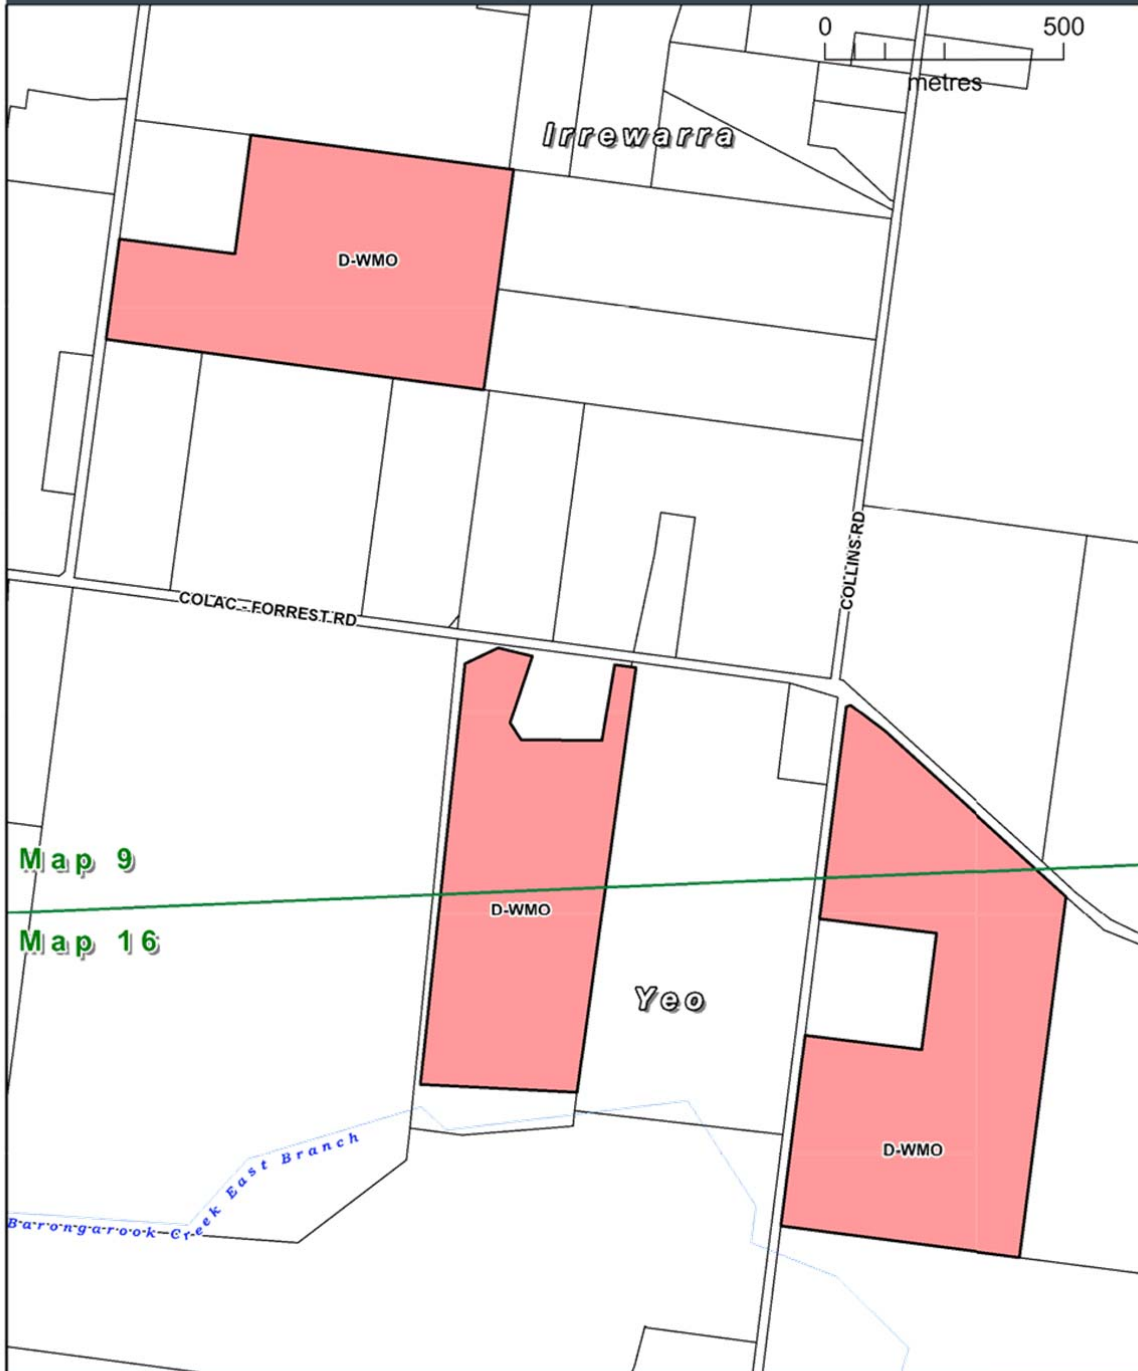 0 500
metres
Irrewarra
D-WMO
COLLINS RD
COLAC - FORREST RD
Map 9
D-WMO
Map 16
Yeo
Barongarook Creek East Branch
D-WMO